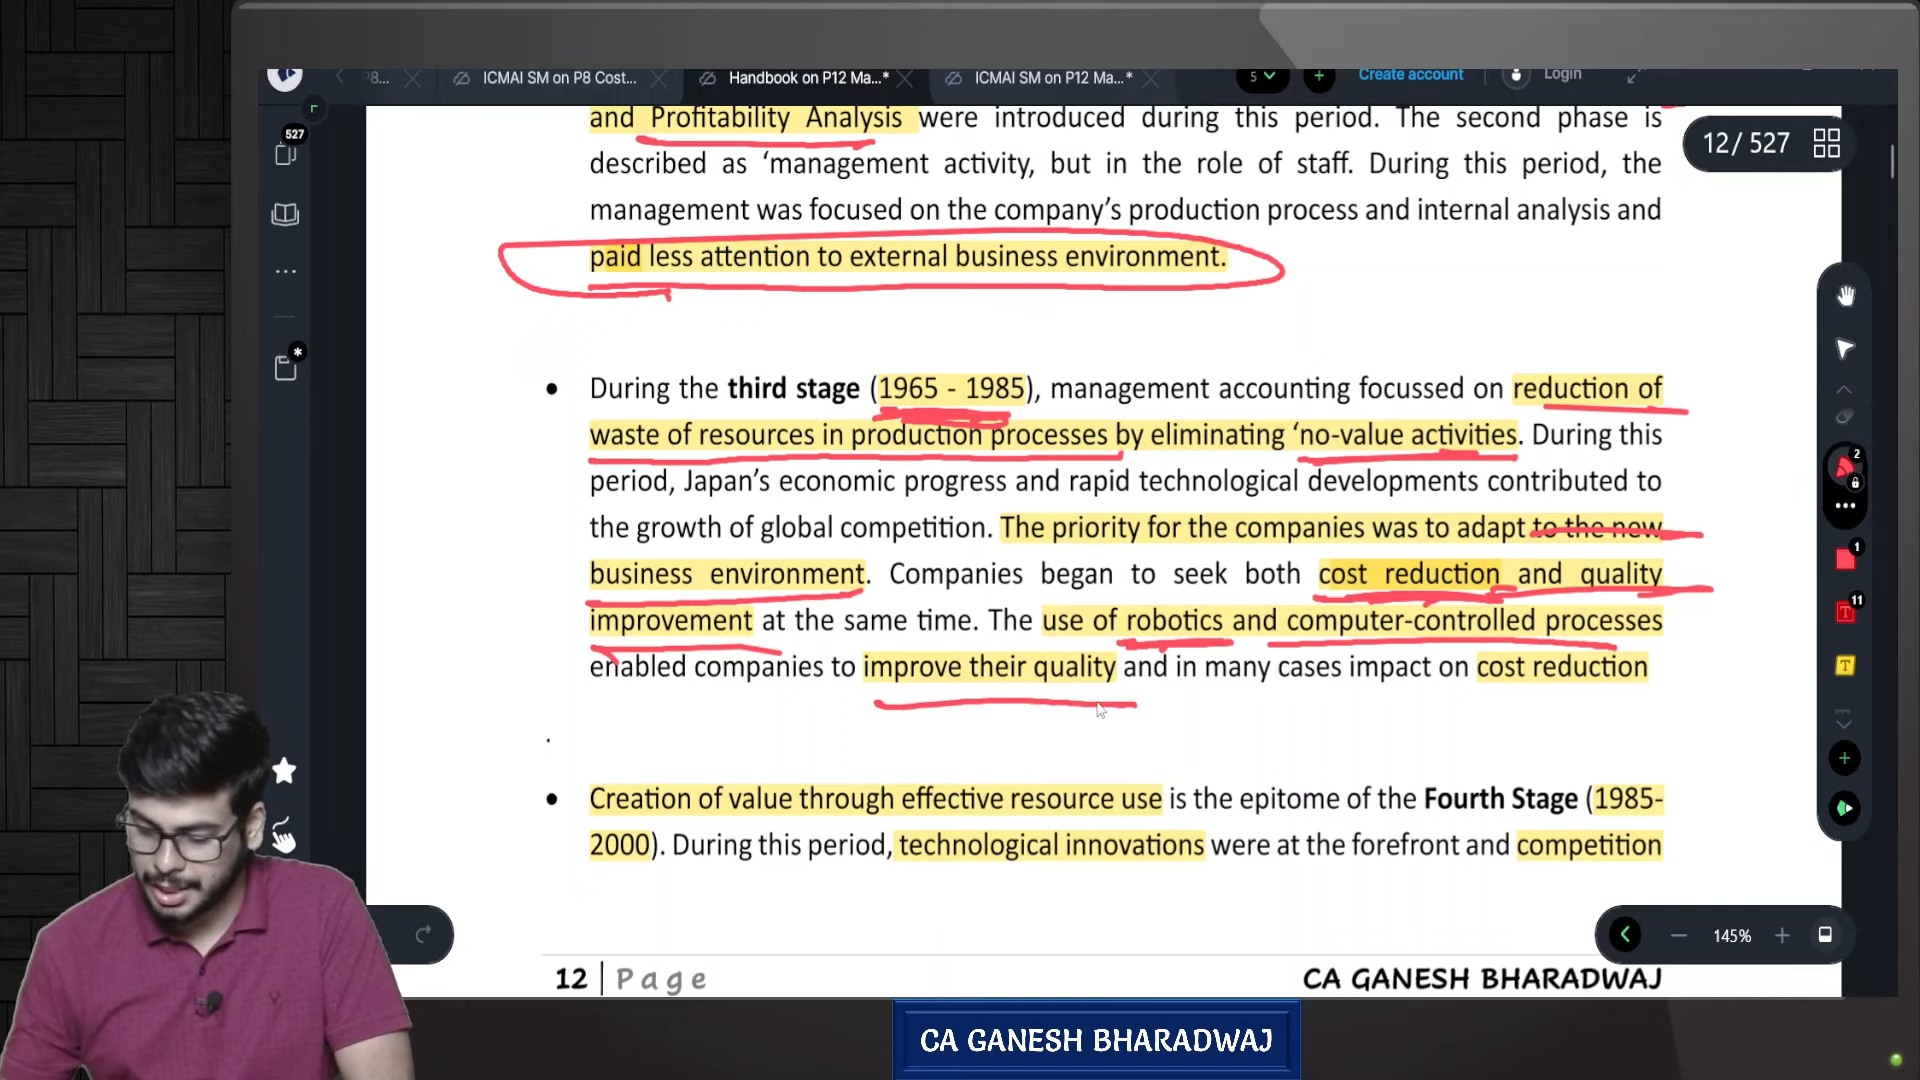 P8...
ICMAI SM on P8 Cost...
Handbook on P12 Ma...*
ICMAI SM on P12 Ma...*
5
Create account
Login
527
12/ 527
and Profitability Analysis were introduced during this period. The second phase is
described as ‘management activity, but in the role of staff. During this period, the
management was focused on the company’s production process and internal analysis and
paid less attention to external business environment.
• During the third stage (1965 - 1985), management accounting focussed on reduction of
waste of resources in production processes by eliminating ‘no-value activities. During this
period, Japan’s economic progress and rapid technological developments contributed to
the growth of global competition. The priority for the companies was to adapt to the new
business environment. Companies began to seek both cost reduction and quality
improvement at the same time. The use of robotics and computer-controlled processes
enabled companies to improve their quality and in many cases impact on cost reduction
.
• Creation of value through effective resource use is the epitome of the Fourth Stage (1985-
2000). During this period, technological innovations were at the forefront and competition
2
1
11
T
T
145%
12 | Page
CA GANESH BHARADWAJ
CA GANESH BHARADWAJ